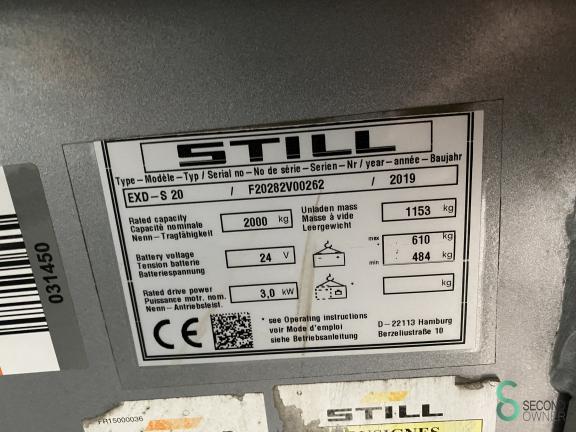 STILL
Type – Modèle – Typ / Serial no – No de série – Serien – Nr / year – année – Baujahr
EXD – S 20 / F20282V00262 / 2019
Rated capacity
Capacité nominale
Nenn – Tragfähigkeit
2000 kg
Unladen mass
Masse à vide
Leergewicht
1153 kg
Battery voltage
Tension batterie
Batteriespannung
24 V
max 610 kg
min 484 kg
Rated drive power
Puissance motr. nom.
Nenn – Antriebsleist.
3,0 kW
kg
CE
* see Operating instructions
voir Mode d'emploi
siehe Betriebsanleitung
D – 22113 Hamburg
Berzeliusstraße 10
031450
FR15000036
STILL
CONSIGNES
SECOND
OWNER